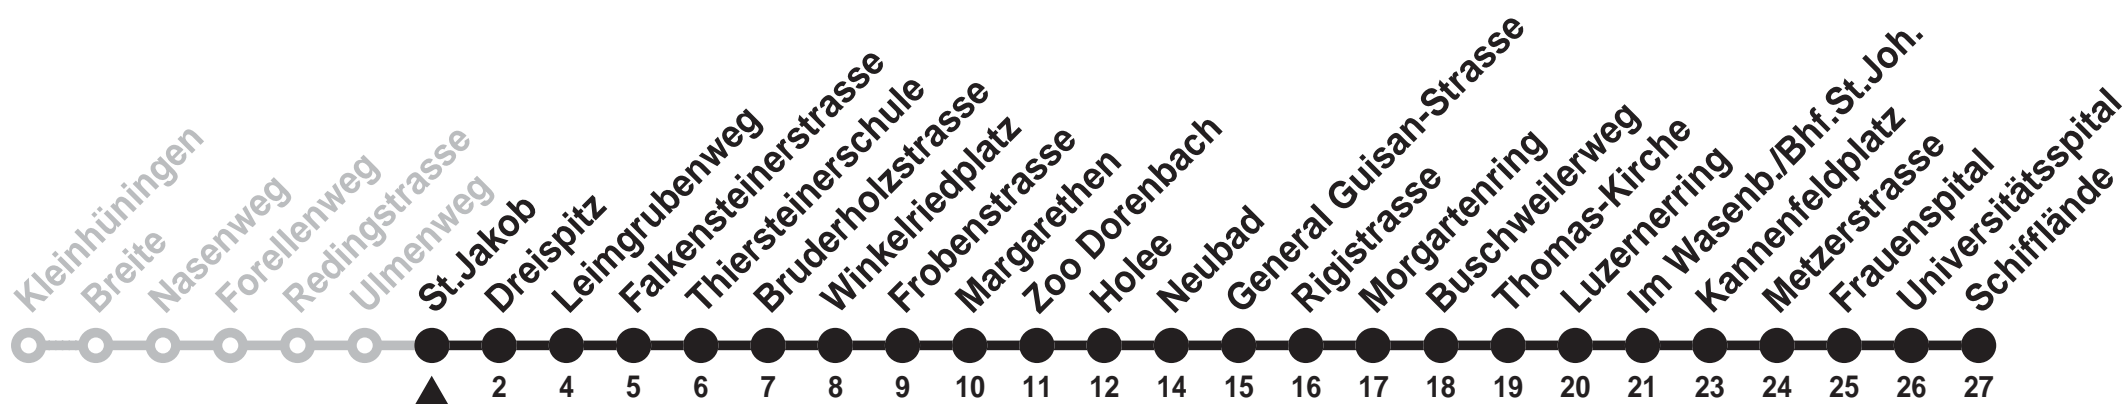 Kleinhüningen
Breite
Nasenweg
Forellenweg
Redingstrasse
Ulmenweg
St.Jakob
Dreispitz
Leimgrubenweg
Falkensteinerstrasse
Thiersteinerschule
Bruderholzstrasse
Winkelriedplatz
Frobenstrasse
Margarethen
Zoo Dorenbach
Holee
Neubad
General Guisan-Strasse
Rigistrasse
Morgartenring
Buschweilerweg
Thomas-Kirche
Luzernerring
Im Wasenb./Bhf.St.Joh.
Kannenfeldplatz
Metzerstrasse
Frauenspital
Universitätsspital
Schifflände
2 4 5 6 7 8 9 10 11 12 14 15 16 17 18 19 20 21 23 24 25 26 27